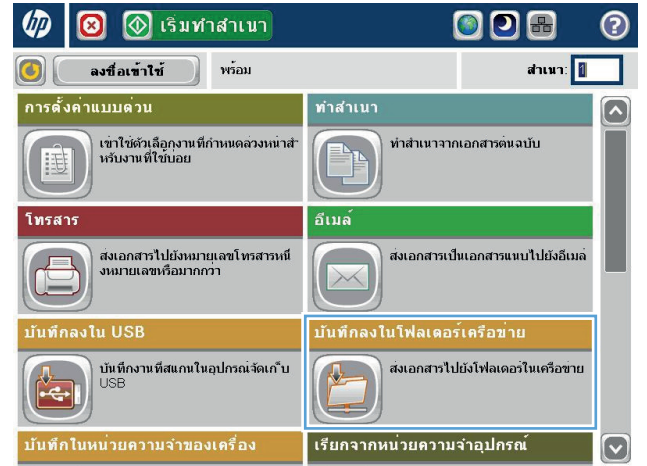 hp
เริ่มทำสำเนา
ลงชื่อเข้าใช้ พร้อม สำเนา: 1
การตั้งค่าแบบด่วน
เข้าใช้ตัวเลือกงานที่กำหนดล่วงหน้าสำ
หรับงานที่ใช้บ่อย
ทำสำเนา
ทำสำเนาจากเอกสารต้นฉบับ
โทรสาร
ส่งเอกสารไปยังหมายเลขโทรสารหนึ่
งหมายเลขหรือมากกว่า
อีเมล์
ส่งเอกสารเป็นเอกสารแนบไปยังอีเมล
บันทึกลงใน USB
บันทึกงานที่สแกนในอุปกรณ์จัดเก็บ
USB
บันทึกลงในโฟลเดอร์เครือข่าย
ส่งเอกสารไปยังโฟลเดอร์ในเครือข่าย
บันทึกในหน่วยความจำของเครื่อง
เรียกจากหน่วยความจำอุปกรณ์